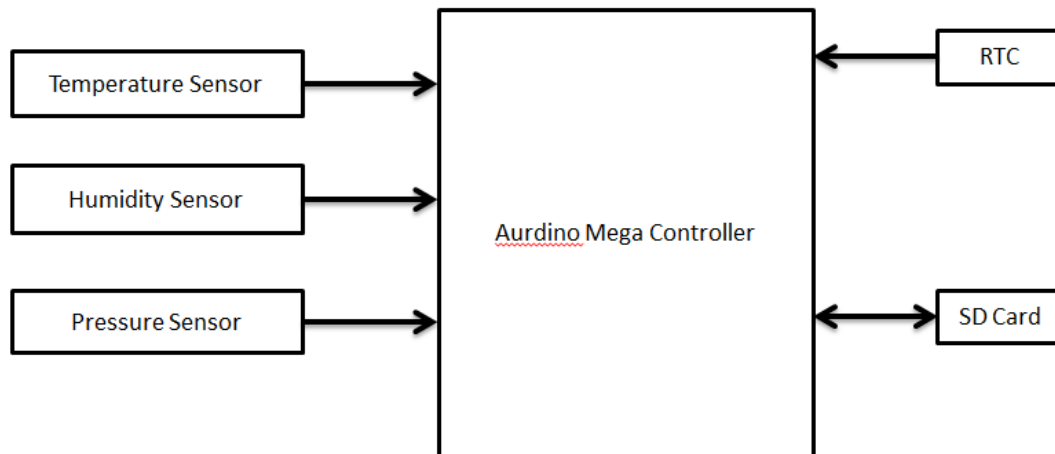 Temperature Sensor
Humidity Sensor
Pressure Sensor
Aurdino Mega Controller
RTC
SD Card